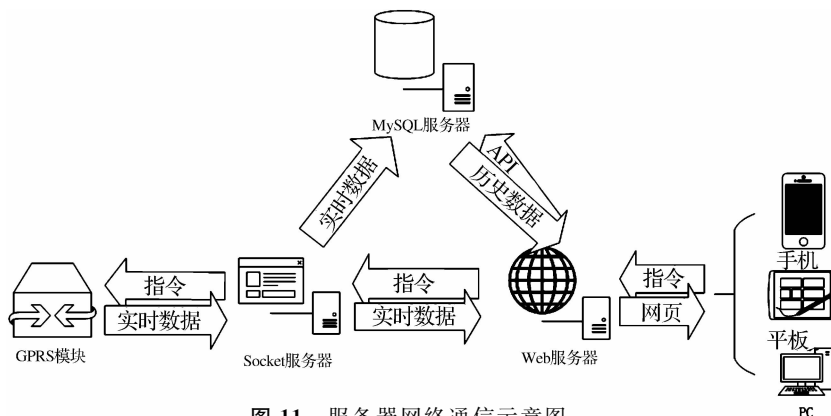 MySQL服务器
实时数据
API
历史数据
指令
实时数据
指令
实时数据
指令
网页
手机
平板
PC
GPRS模块
Socket服务器
Web服务器
图 11 服务器网络通信示意图